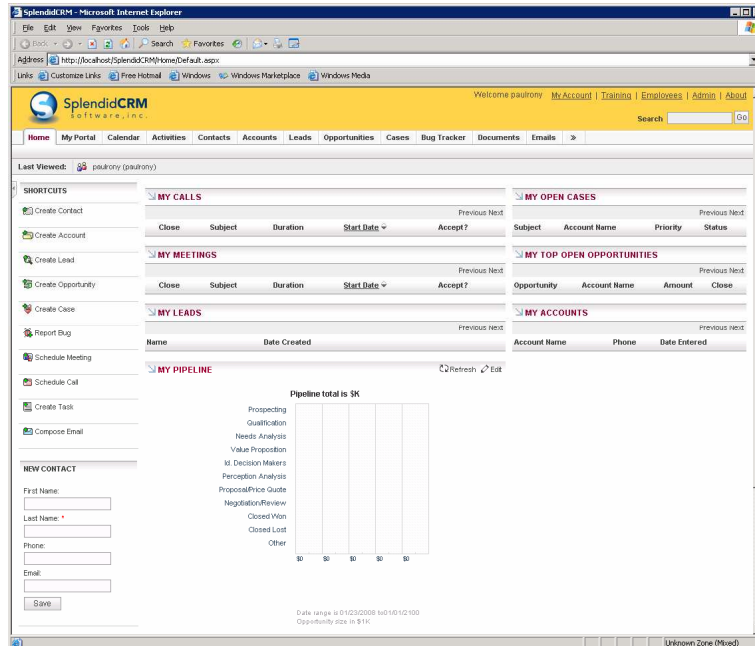 SplendidCRM - Microsoft Internet Explorer
File Edit View Favorites Tools Help
Back Search Favorites
Address http://localhost/SplendidCRM/Home/Default.aspx
Links Customize Links Free Hotmail Windows Windows Marketplace Windows Media
SplendidCRM
software, inc.
Welcome paulrony My Account | Training | Employees | Admin | About
Search Go
Home My Portal Calendar Activities Contacts Accounts Leads Opportunities Cases Bug Tracker Documents Emails »
Last Viewed: paulrony (paulrony)
SHORTCUTS
Create Contact
Create Account
Create Lead
Create Opportunity
Create Case
Report Bug
Schedule Meeting
Schedule Call
Create Task
Compose Email
NEW CONTACT
First Name:
Last Name: *
Phone:
Email:
Save
MY CALLS
Previous Next
Close Subject Duration Start Date Accept?
MY MEETINGS
Previous Next
Close Subject Duration Start Date Accept?
MY LEADS
Previous Next
Name Date Created
MY PIPELINE Refresh Edit
Pipeline total is $K
Prospecting
Qualification
Needs Analysis
Value Proposition
Id. Decision Makers
Perception Analysis
Proposal/Price Quote
Negotiation/Review
Closed Won
Closed Lost
Other
$0 $0 $0 $0 $0
Date range is 01/23/2008 to01/01/2100
Opportunity size in $1K
MY OPEN CASES
Previous Next
Subject Account Name Priority Status
MY TOP OPEN OPPORTUNITIES
Previous Next
Opportunity Account Name Amount Close
MY ACCOUNTS
Previous Next
Account Name Phone Date Entered
Unknown Zone (Mixed)